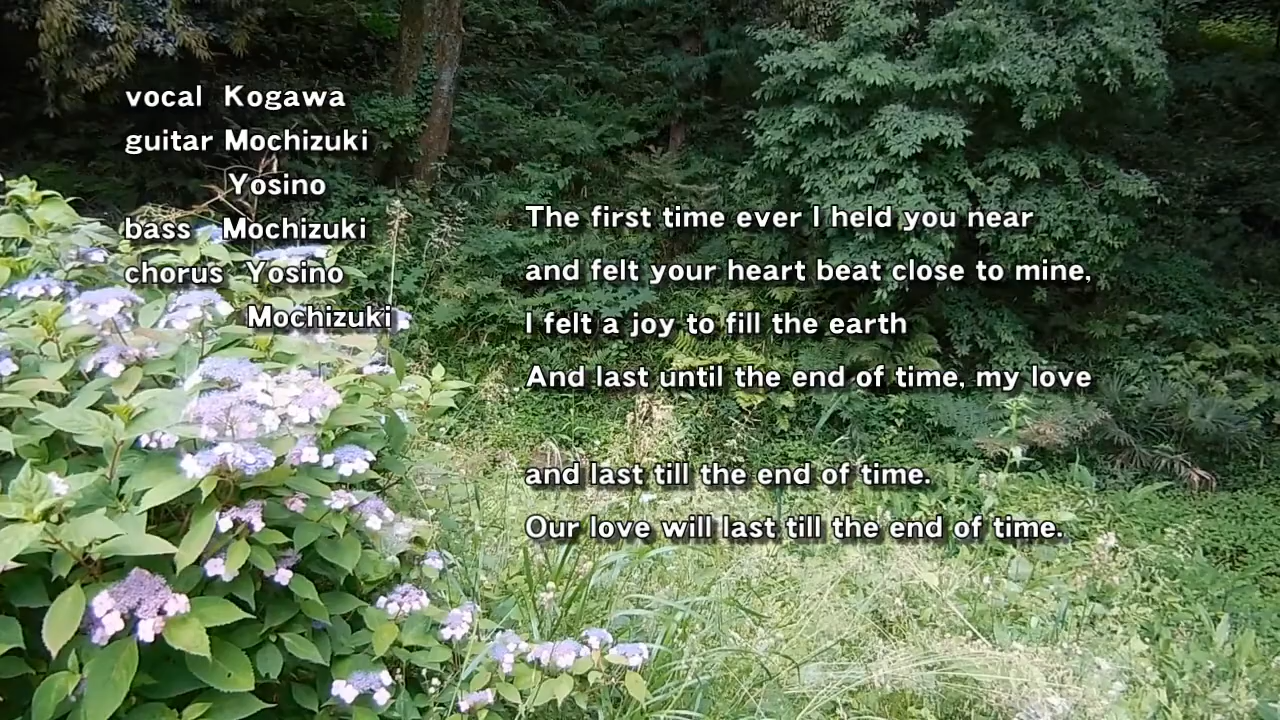 vocal Kogawa
guitar Mochizuki
Yosino
bass Mochizuki
chorus Yosino
Mochizuki
The first time ever I held you near
and felt your heart beat close to mine,
I felt a joy to fill the earth
And last until the end of time, my love
and last till the end of time.
Our love will last till the end of time.